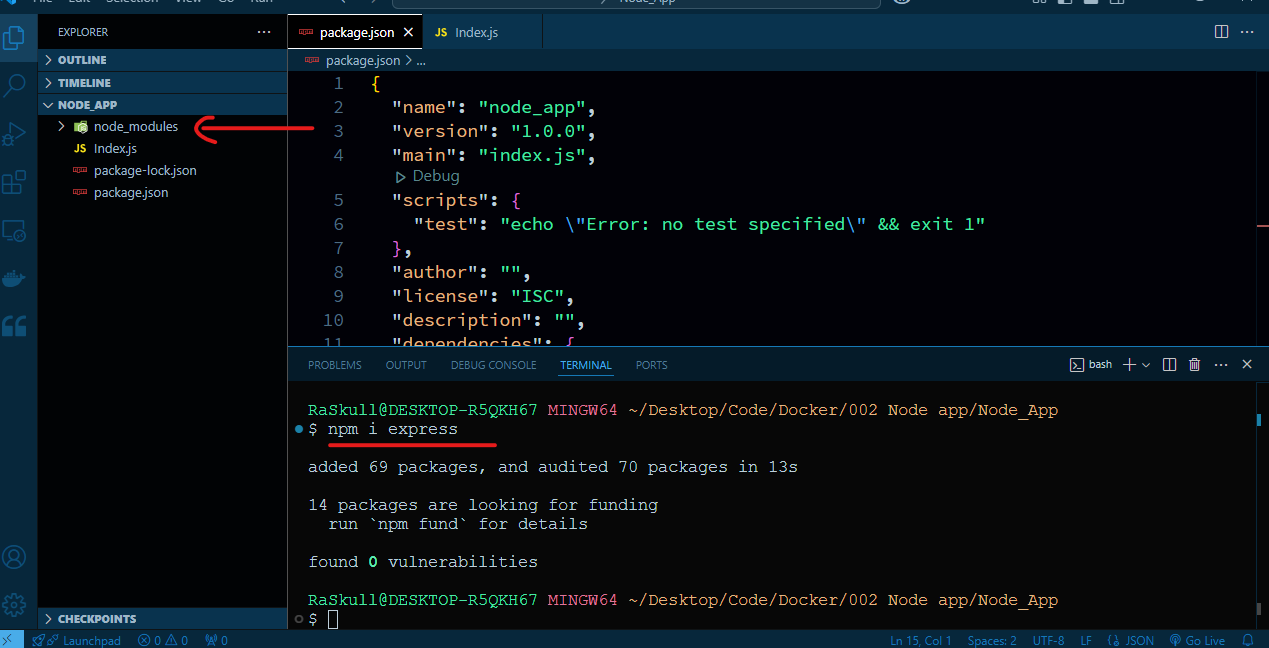 File Edit Selection View Go Run Node_App
EXPLORER ...
OUTLINE
TIMELINE
NODE_APP
node_modules
JS Index.js
package-lock.json
package.json
package.json JS Index.js ...
package.json > ...
1 {
2 "name": "node_app",
3 "version": "1.0.0",
4 "main": "index.js",
Debug
5 "scripts": {
6 "test": "echo \"Error: no test specified\" && exit 1"
7 },
8 "author": "",
9 "license": "ISC",
10 "description": "",
11 "dependencies": {
PROBLEMS OUTPUT DEBUG CONSOLE TERMINAL PORTS bash ...
RaSkull@DESKTOP-R5QKH67 MINGW64 ~/Desktop/Code/Docker/002 Node app/Node_App
$ npm i express
added 69 packages, and audited 70 packages in 13s
14 packages are looking for funding
run `npm fund` for details
found 0 vulnerabilities
RaSkull@DESKTOP-R5QKH67 MINGW64 ~/Desktop/Code/Docker/002 Node app/Node_App
$
CHECKPOINTS
Launchpad 0 0 0 Ln 15, Col 1 Spaces: 2 UTF-8 LF JSON Go Live